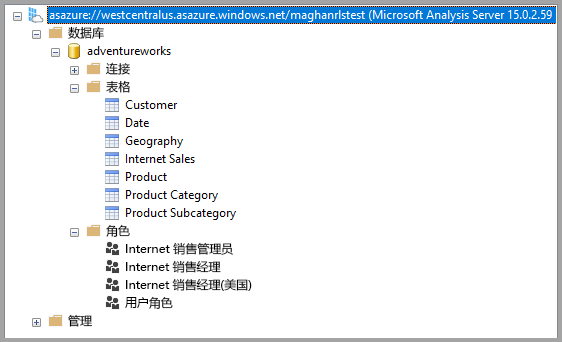 asazure://westcentralus.asazure.windows.net/maghanrlstest (Microsoft Analysis Server 15.0.2.59
数据库
adventureworks
连接
表格
Customer
Date
Geography
Internet Sales
Product
Product Category
Product Subcategory
角色
Internet 销售管理员
Internet 销售经理
Internet 销售经理(美国)
用户角色
管理